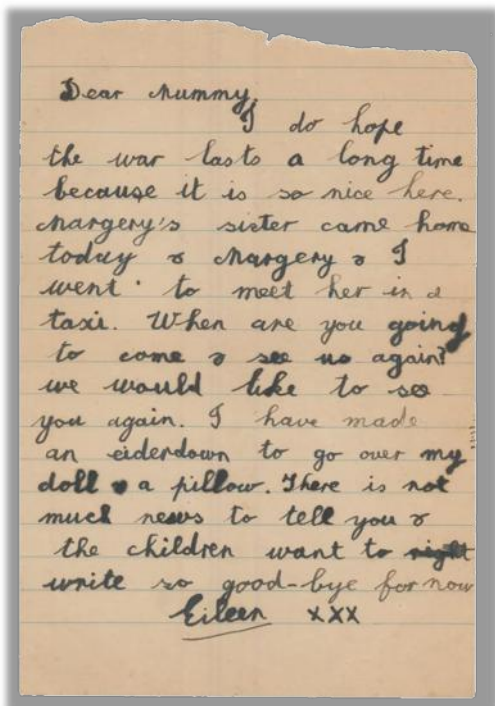 Dear Mummy,
I do hope
the war lasts a long time
because it is so nice here.
Margery's sister came home
today & Margery & I
went to meet her in a
taxi. When are you going
to come & see us again?
we would like to see
you again. I have made
an eiderdown to go over my
doll & a pillow. There is not
much news to tell you &
the children want to right
write so good-bye for now
Eileen xxx